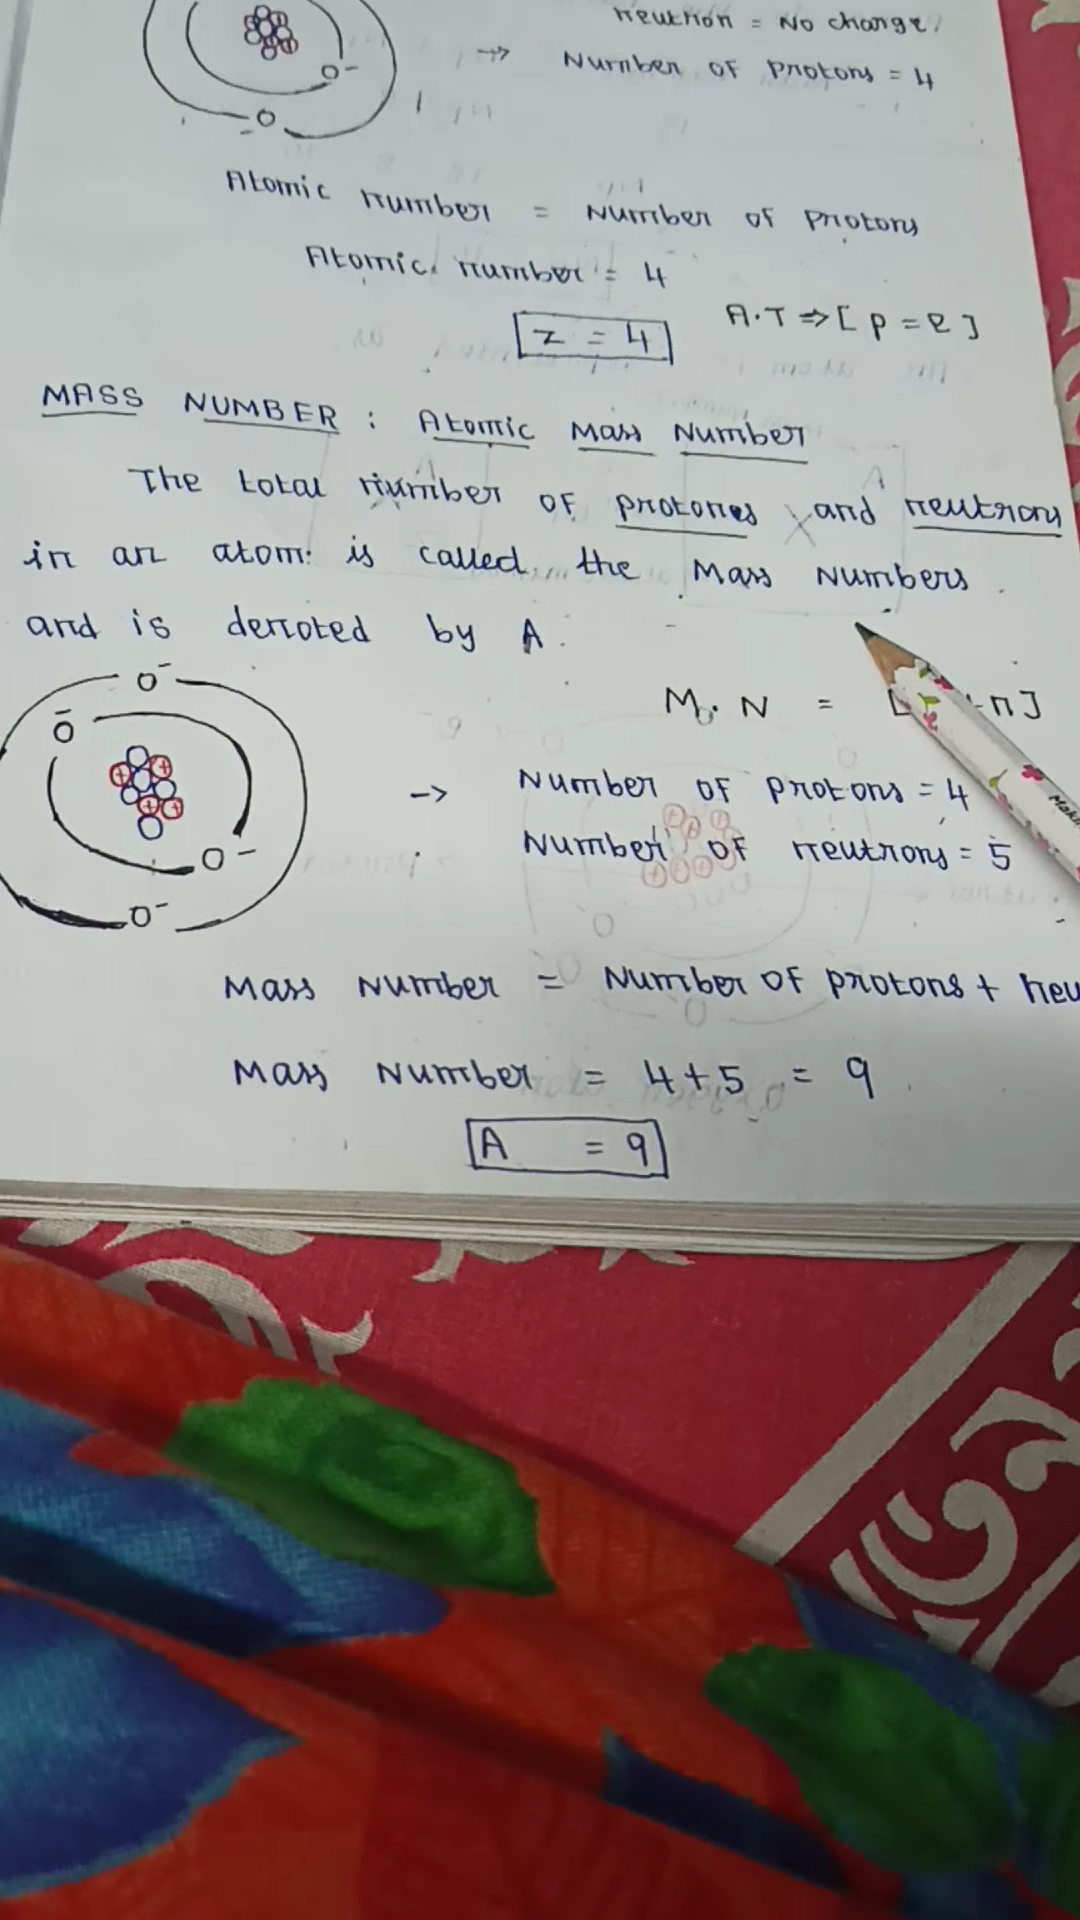 neutron = No change.
→ Number of protons = 4
Atomic number = Number of protons
Atomic number = 4
z = 4
A.T ⇒ [ p = e ]
MASS NUMBER : Atomic Mass Number
The total number of protones and neutrons
in an atom is called the Mass Numbers
and is denoted by A.
M.N = [ +n]
→ Number of protons = 4
Number of neutrons = 5
Mass Number = Number of protons + neu
Mass Number = 4+5 = 9
A = 9